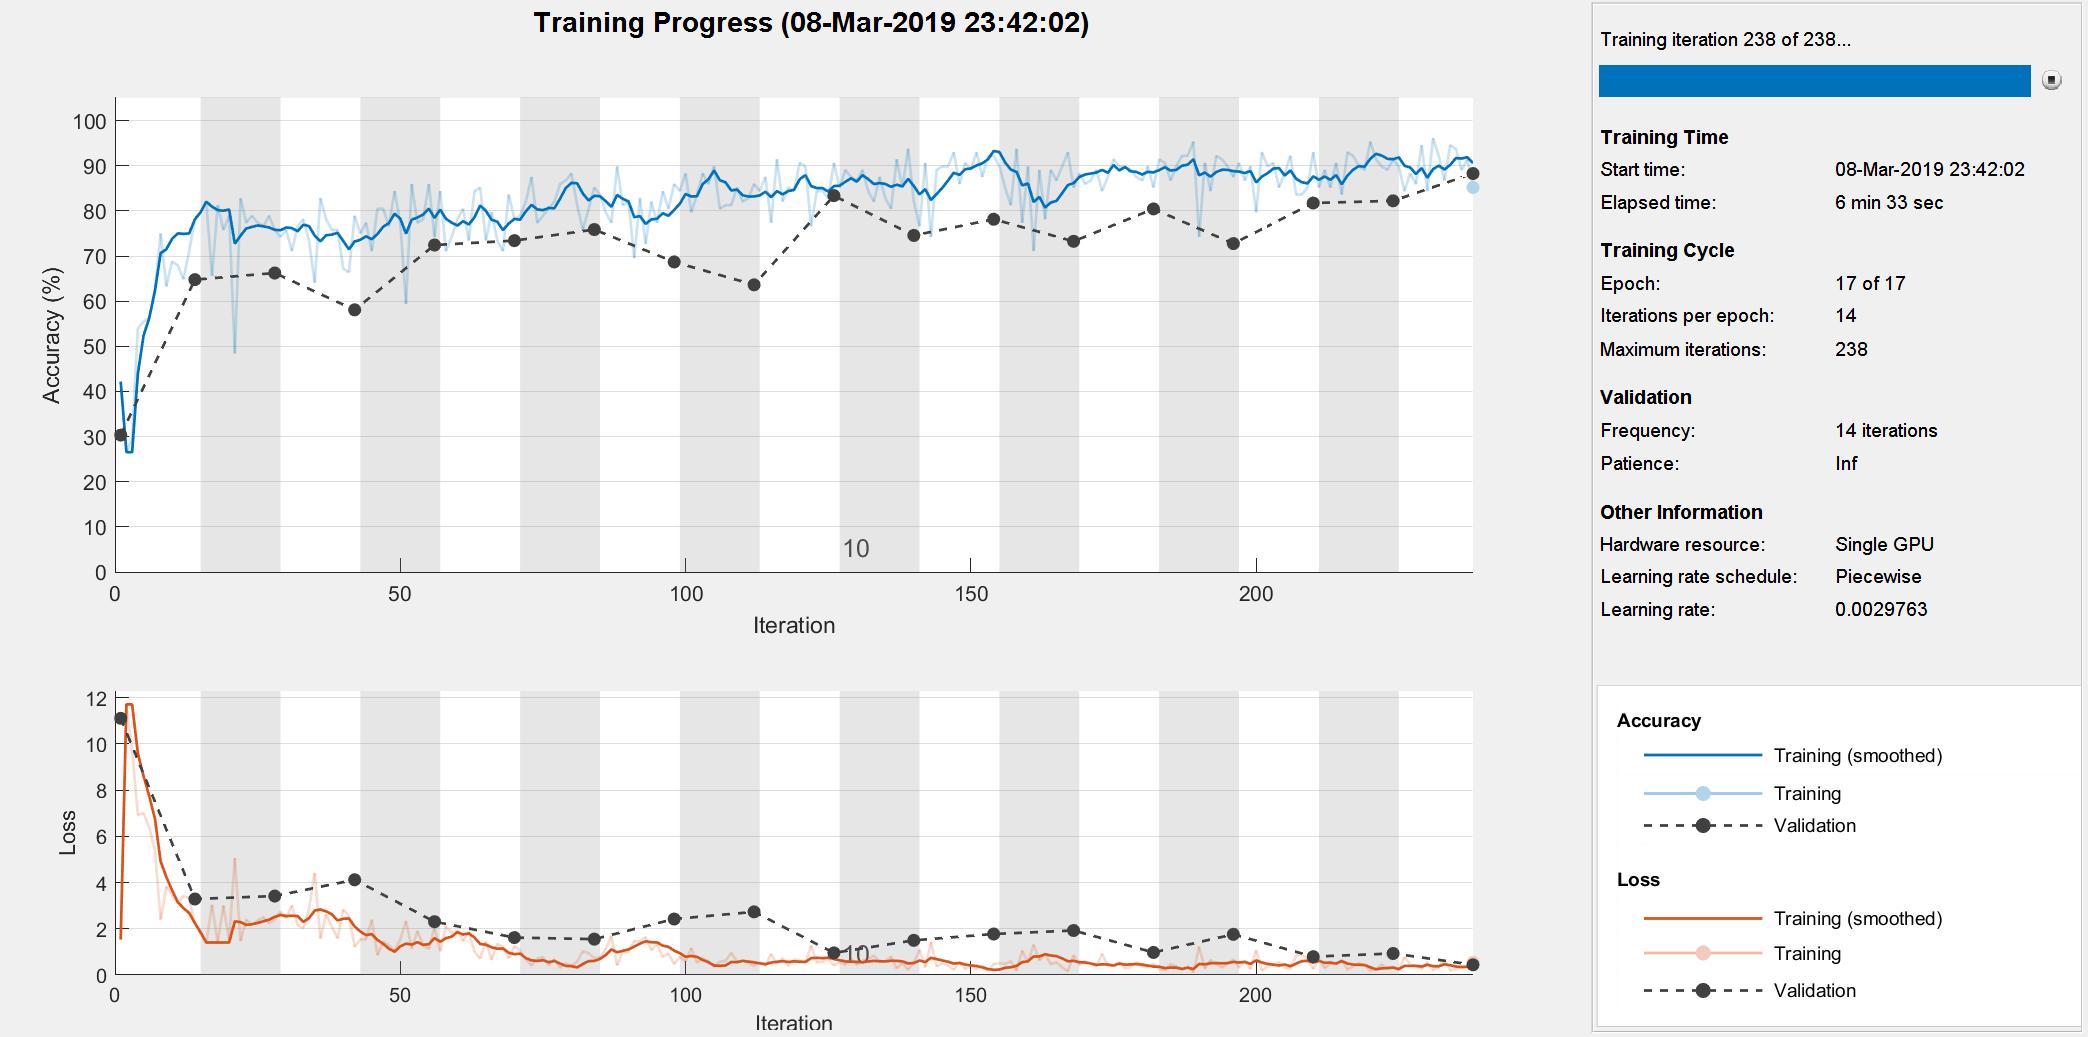 Training Progress (08-Mar-2019 23:42:02)
Accuracy (%)
100
90
80
70
60
50
40
30
20
10
0
10
0 50 100 150 200
Iteration
Loss
12
10
8
6
4
2
0
10
0 50 100 150 200
Iteration
Training iteration 238 of 238...
Training Time
Start time: 08-Mar-2019 23:42:02
Elapsed time: 6 min 33 sec
Training Cycle
Epoch: 17 of 17
Iterations per epoch: 14
Maximum iterations: 238
Validation
Frequency: 14 iterations
Patience: Inf
Other Information
Hardware resource: Single GPU
Learning rate schedule: Piecewise
Learning rate: 0.0029763
Accuracy
Training (smoothed)
Training
Validation
Loss
Training (smoothed)
Training
Validation